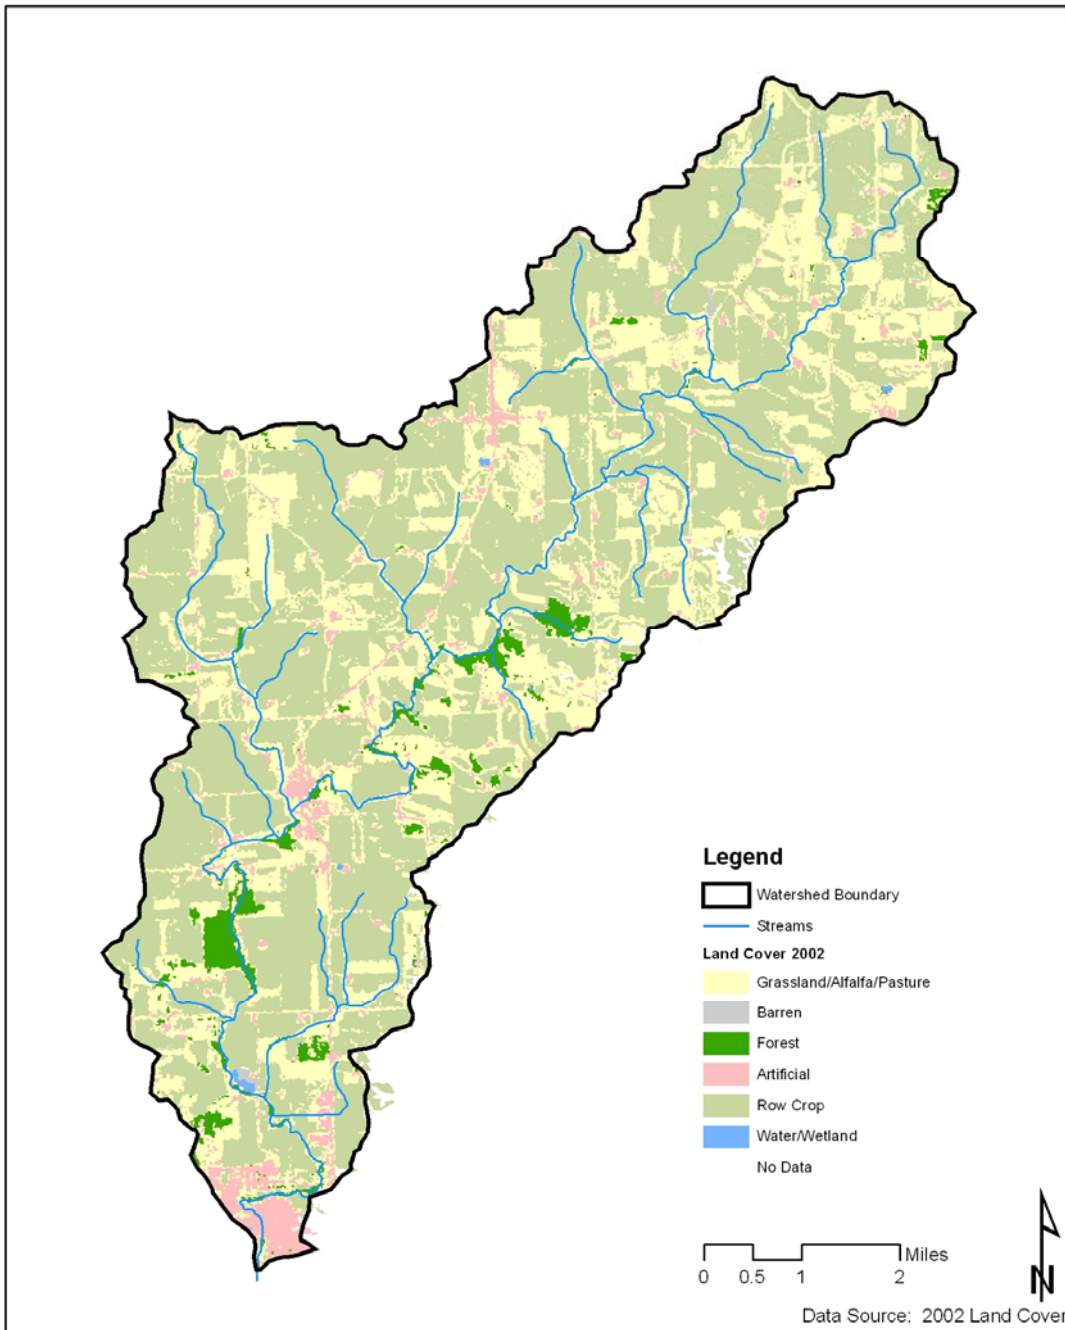 Legend
Watershed Boundary
Streams
Land Cover 2002
Grassland/Alfalfa/Pasture
Barren
Forest
Artificial
Row Crop
Water/Wetland
No Data
Miles
0 0.5 1 2
N
Data Source: 2002 Land Cover